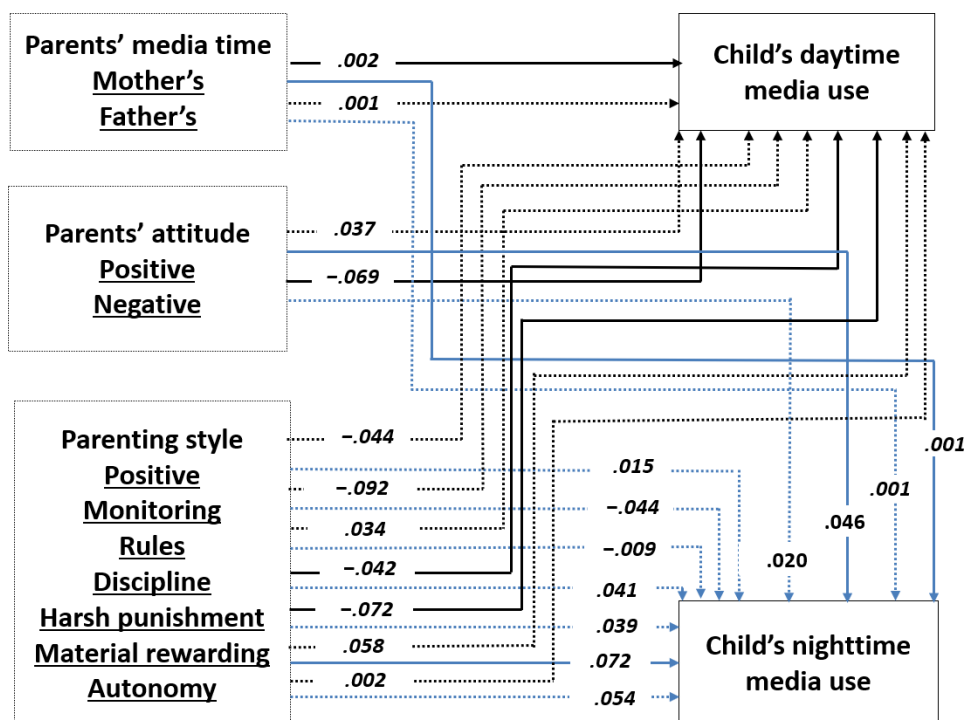 Parents’ media time
Mother’s
Father’s
.002
.001
Child’s daytime
media use
Parents’ attitude
Positive
Negative
.037
−.069
Parenting style
Positive
Monitoring
Rules
Discipline
Harsh punishment
Material rewarding
Autonomy
−.044
−.092
.034
−.042
−.072
.058
.002
.015
−.044
−.009
.041
.039
.072
.054
.020
.046
.001
.001
Child’s nighttime
media use